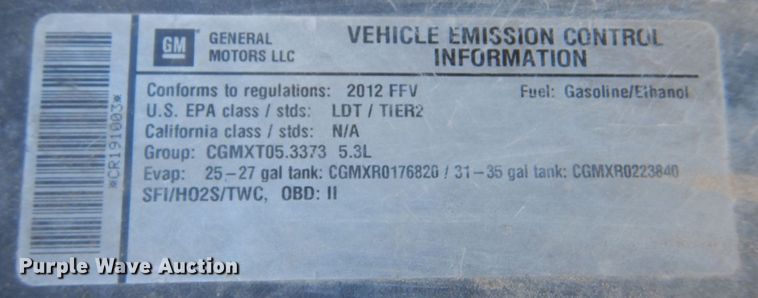 GM GENERAL MOTORS LLC
VEHICLE EMISSION CONTROL INFORMATION
Conforms to regulations: 2012 FFV Fuel: Gasoline/Ethanol
U.S. EPA class / stds: LDT / TIER2
California class / stds: N/A
Group: CGMXT05.3373 5.3L
Evap: 25-27 gal tank: CGMXR0176820 / 31-35 gal tank: CGMXR0223840
SFI/HO2S/TWC, OBD: II
*CR191003*
Purple Wave Auction